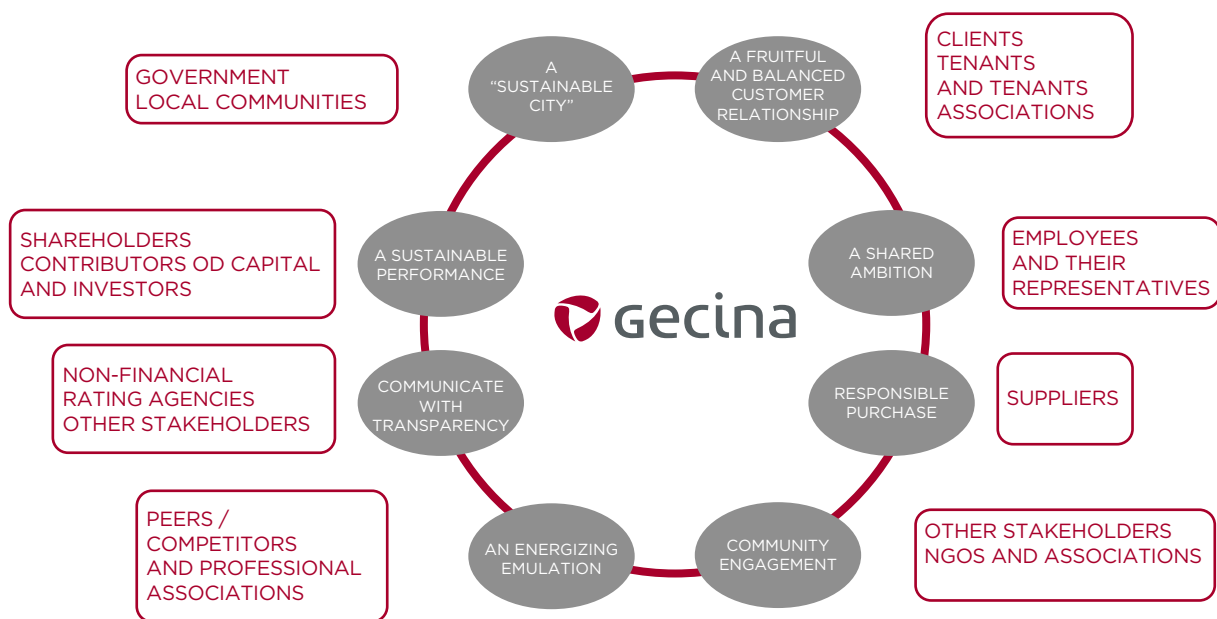 GOVERNMENT
LOCAL COMMUNITIES
A
“SUSTAINABLE
CITY”
A FRUITFUL
AND BALANCED
CUSTOMER
RELATIONSHIP
CLIENTS
TENANTS
AND TENANTS
ASSOCIATIONS
SHAREHOLDERS
CONTRIBUTORS OD CAPITAL
AND INVESTORS
A SUSTAINABLE
PERFORMANCE
A SHARED
AMBITION
EMPLOYEES
AND THEIR
REPRESENTATIVES
gecina
NON-FINANCIAL
RATING AGENCIES
OTHER STAKEHOLDERS
COMMUNICATE
WITH
TRANSPARENCY
RESPONSIBLE
PURCHASE
SUPPLIERS
PEERS /
COMPETITORS
AND PROFESSIONAL
ASSOCIATIONS
AN ENERGIZING
EMULATION
COMMUNITY
ENGAGEMENT
OTHER STAKEHOLDERS
NGOS AND ASSOCIATIONS